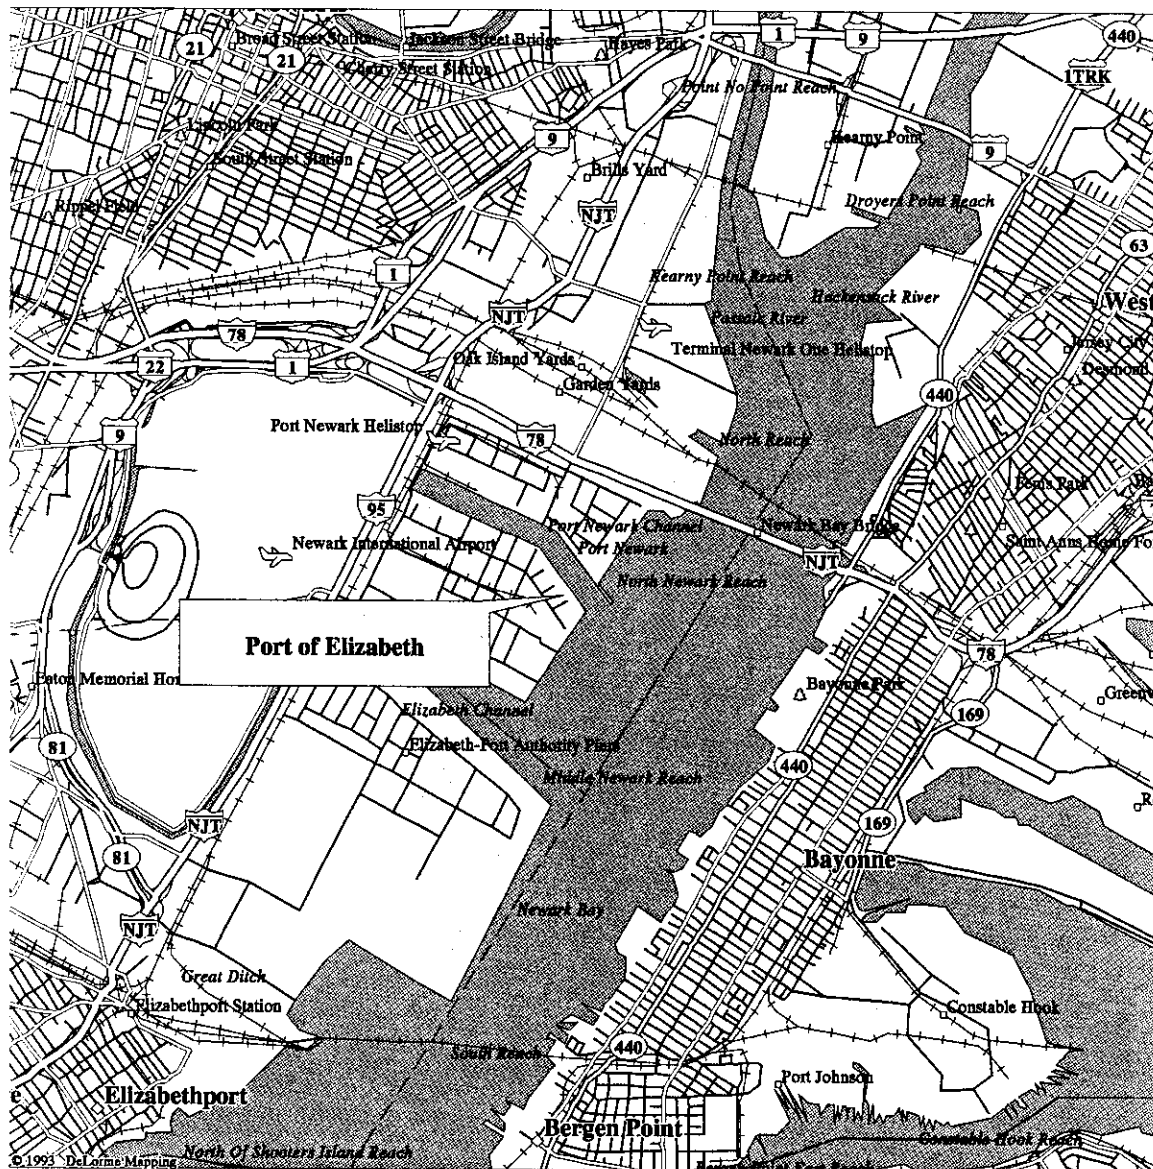 1
9
440
21
Broad Street Station
Jackson Street Bridge
Hayes Park
21
Cherry Street Station
1TRK
Point No Point Reach
Lincoln Park
9
Kearny Point
9
South Street Station
Brills Yard
Rippel Field
NJT
Droyers Point Reach
63
1
Kearny Point Reach
Hackensack River
West
NJT
Passaic River
78
Terminal Newark One Helistop
Jersey City
22
1
Oak Island Yards
Desmond
Garden Yards
440
9
Port Newark Helistop
78
North Reach
95
Port Newark Channel
Newark Bay Bridge
Newark International Airport
Port Newark
NJT
North Newark Reach
Port of Elizabeth
78
Eaton Memorial Ho
Bayonne Park
Greenv
Elizabeth Channel
169
81
Elizabeth-Port Authority Piers
440
Middle Newark Reach
NJT
169
81
Bayonne
Newark Bay
NJT
Great Ditch
Elizabethport Station
Constable Hook
South Reach
440
Port Johnson
Elizabethport
Bergen Point
Constable Hook Reach
North Of Shooters Island Reach
© 1993 DeLorme Mapping